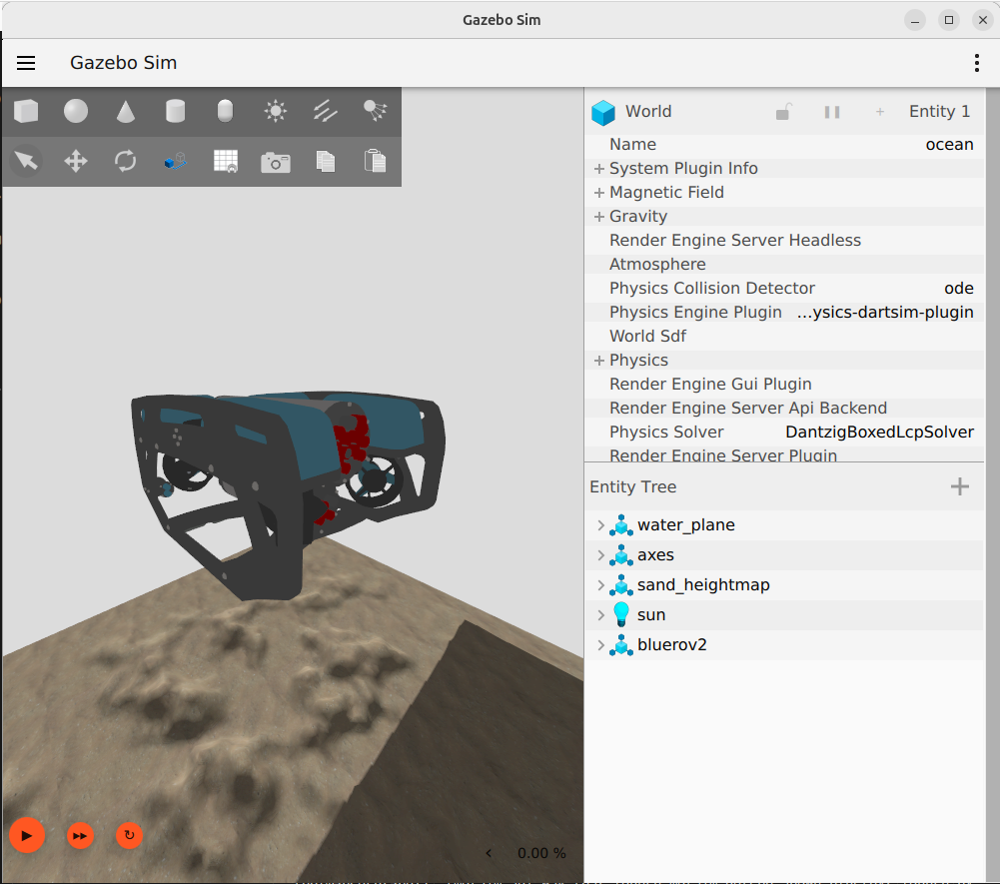 Gazebo Sim
Gazebo Sim
World Entity 1
Name ocean
System Plugin Info
Magnetic Field
Gravity
Render Engine Server Headless
Atmosphere
Physics Collision Detector ode
Physics Engine Plugin ...ysics-dartsim-plugin
World Sdf
Physics
Render Engine Gui Plugin
Render Engine Server Api Backend
Physics Solver DantzigBoxedLcpSolver
Render Engine Server Plugin
Entity Tree
water_plane
axes
sand_heightmap
sun
bluerov2
0.00 %